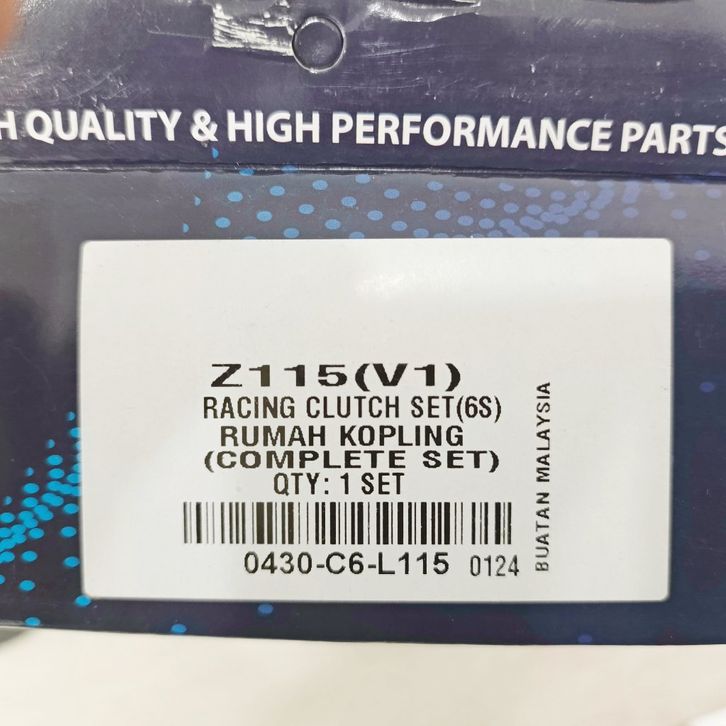 QUALITY & HIGH PERFORMANCE PARTS
Z115(V1)
RACING CLUTCH SET(6S)
RUMAH KOPLING
(COMPLETE SET)
QTY: 1 SET
0430-C6-L115 0124
BUATAN MALAYSIA